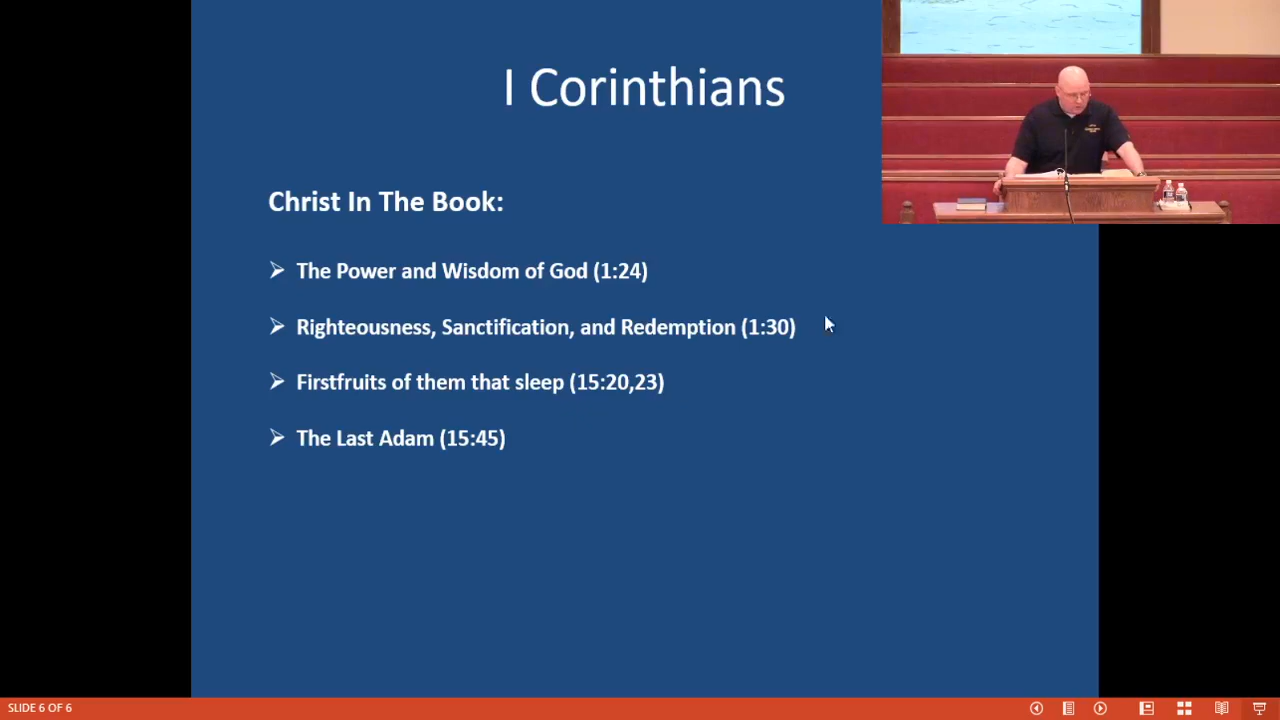 I Corinthians
Christ In The Book:
The Power and Wisdom of God (1:24)
Righteousness, Sanctification, and Redemption (1:30)
Firstfruits of them that sleep (15:20,23)
The Last Adam (15:45)
SLIDE 6 OF 6